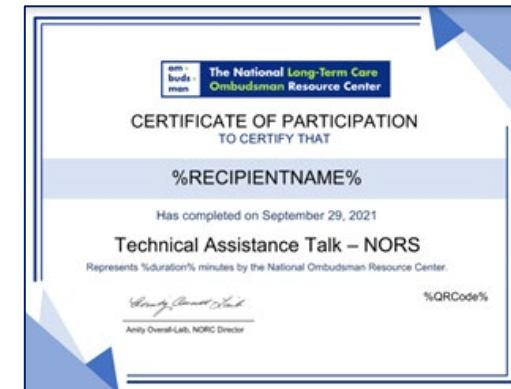 om·
buds·
man
The National Long-Term Care
Ombudsman Resource Center
CERTIFICATE OF PARTICIPATION
TO CERTIFY THAT
%RECIPIENTNAME%
Has completed on September 29, 2021
Technical Assistance Talk – NORS
Represents %duration% minutes by the National Ombudsman Resource Center.
%QRCode%
Amity Overall-Laib, NORC Director